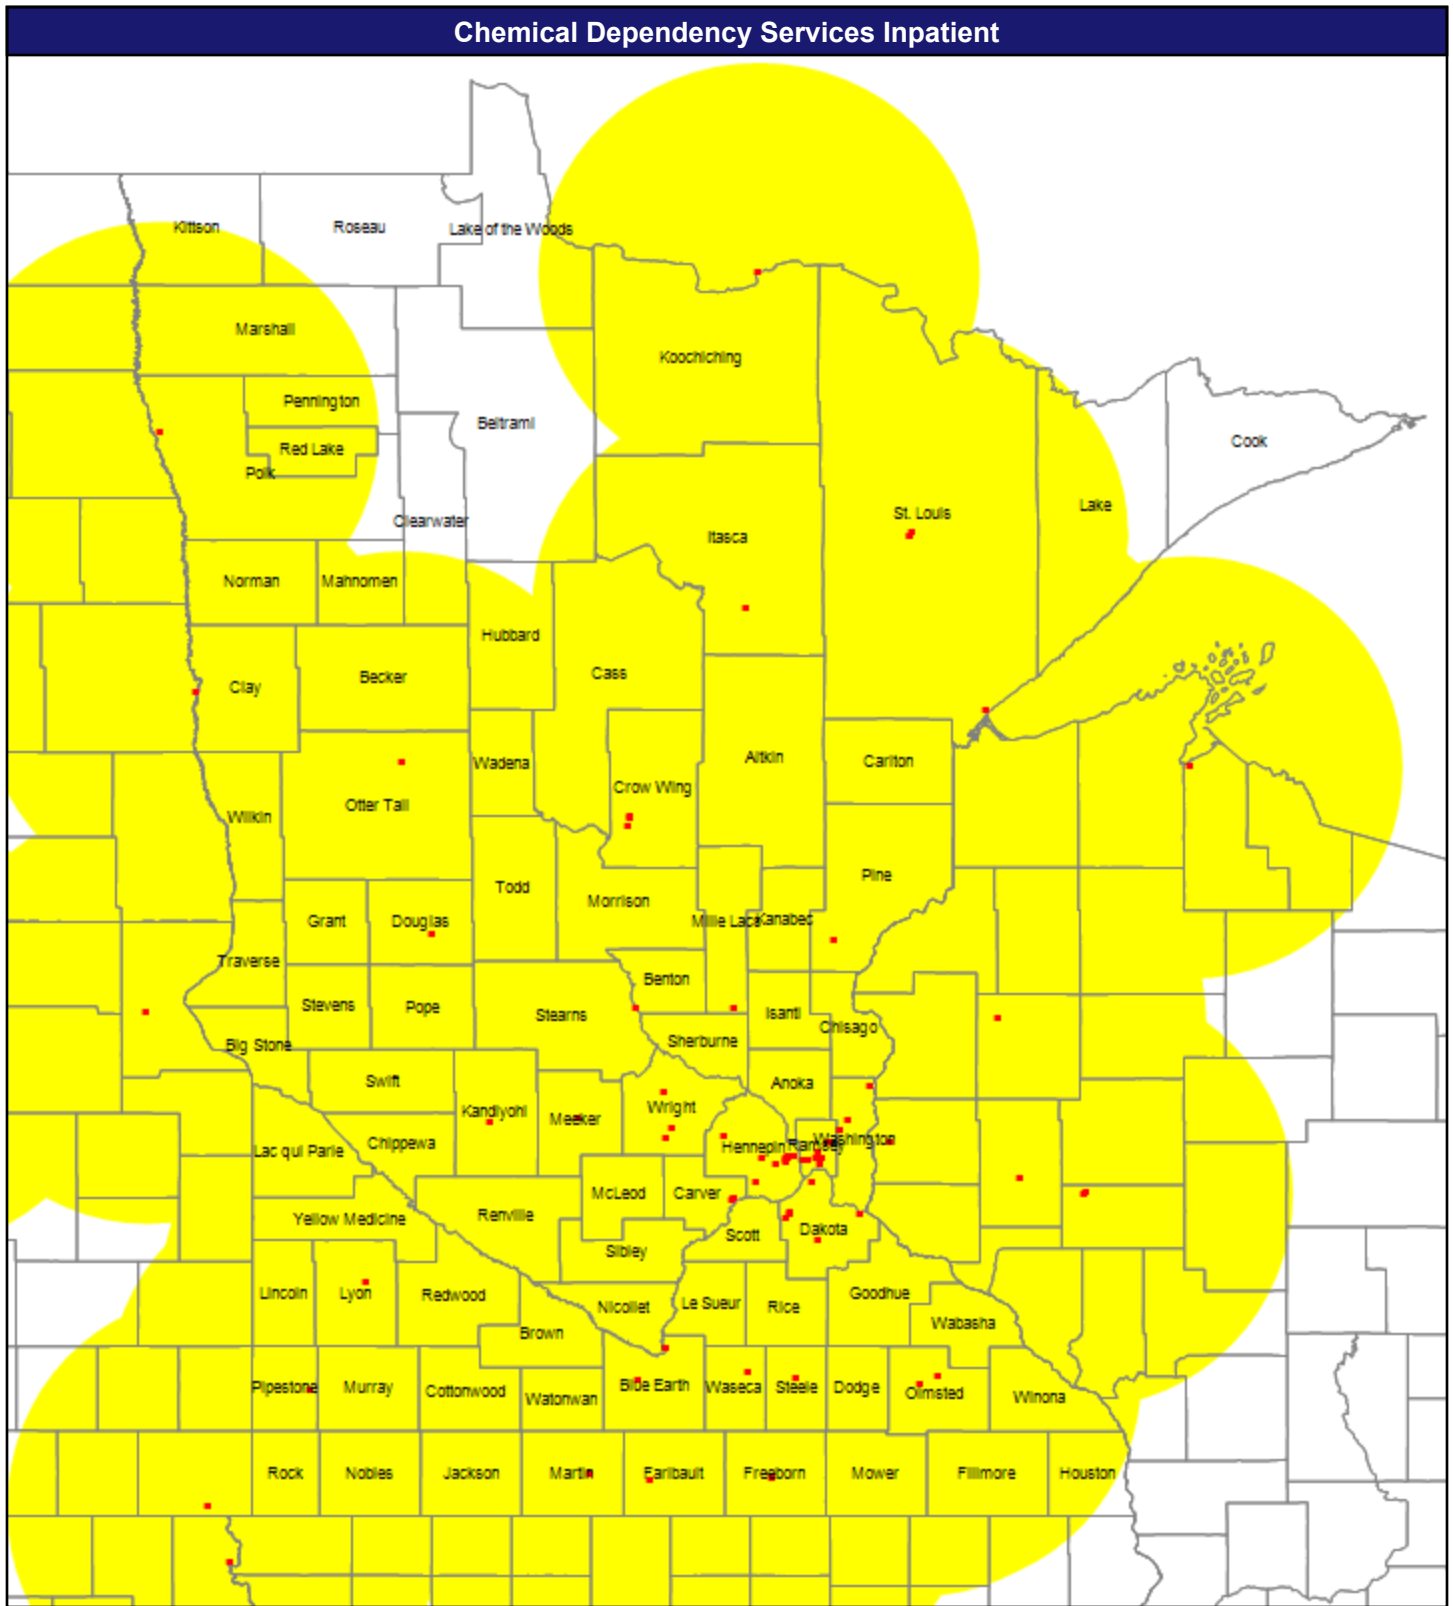 Chemical Dependency Services Inpatient
Kittson
Roseau
Lake of the Woods
Marshall
Koochiching
Pennington
Beltrami
Cook
Red Lake
Polk
Lake
St. Louis
Clearwater
Itasca
Norman
Mahnomen
Hubbard
Cass
Becker
Clay
Aitkin
Carlton
Wadena
Crow Wing
Otter Tail
Wilkin
Pine
Todd
Morrison
Grant
Douglas
Mille Lacs
Kanabec
Traverse
Benton
Stevens
Pope
Stearns
Isanti
Chisago
Big Stone
Sherburne
Swift
Anoka
Kandiyohi
Meeker
Wright
Chippewa
Lac qui Parle
Hennepin
Ramsey
Washington
McLeod
Carver
Yellow Medicine
Renville
Scott
Dakota
Sibley
Lincoln
Lyon
Redwood
Nicollet
Le Sueur
Rice
Goodhue
Wabasha
Brown
Pipestone
Murray
Cottonwood
Watonwan
Blue Earth
Waseca
Steele
Dodge
Olmsted
Winona
Rock
Nobles
Jackson
Martin
Faribault
Freeborn
Mower
Fillmore
Houston